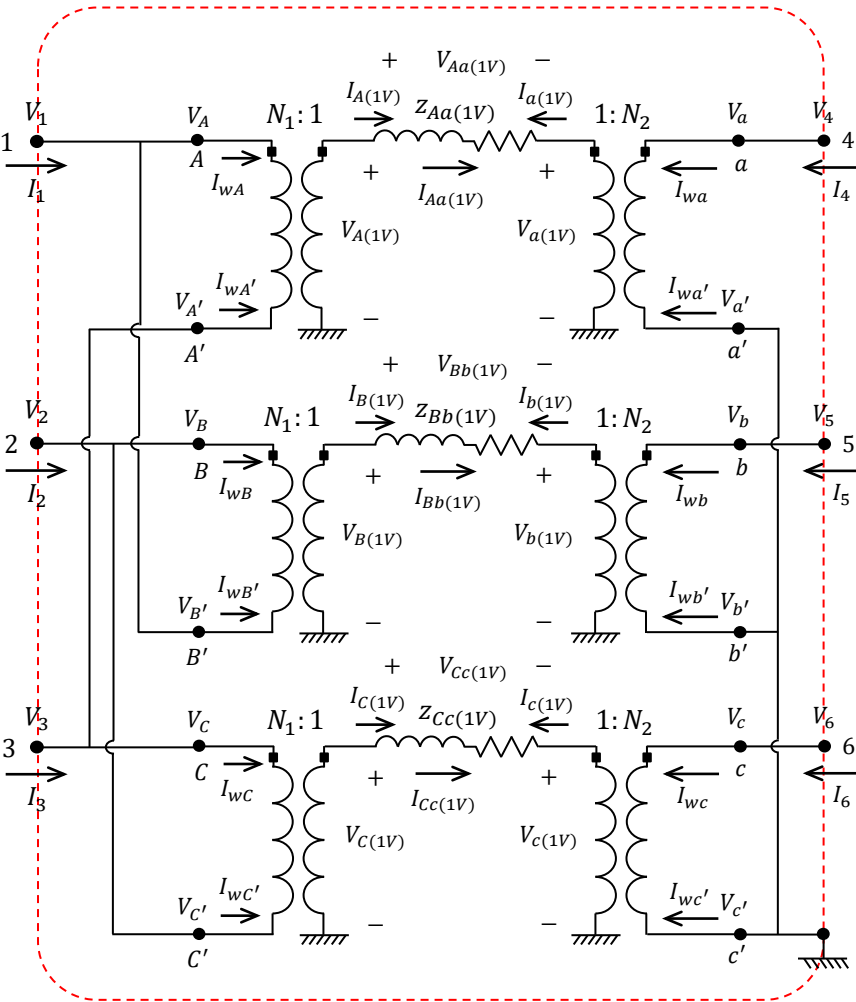 + V_{Aa(1V)} −
I_{A(1V)} I_{a(1V)}
V_1 V_A N_1: 1 z_{Aa(1V)} 1: N_2 V_a V_4
1 A a 4
I_1 I_{wA} + I_{Aa(1V)} + I_{wa} I_4
V_{A(1V)} V_{a(1V)}
V_{A'} I_{wA'} − − I_{wa'} V_{a'}
A' a'
+ V_{Bb(1V)} −
I_{B(1V)} I_{b(1V)}
V_2 V_B N_1: 1 z_{Bb(1V)} 1: N_2 V_b V_5
2 B b 5
I_2 I_{wB} + I_{Bb(1V)} + I_{wb} I_5
V_{B(1V)} V_{b(1V)}
V_{B'} I_{wB'} − − I_{wb'} V_{b'}
B' b'
+ V_{Cc(1V)} −
I_{C(1V)} I_{c(1V)}
V_3 V_C N_1: 1 z_{Cc(1V)} 1: N_2 V_c V_6
3 C c 6
I_3 I_{wC} + I_{Cc(1V)} + I_{wc} I_6
V_{C(1V)} V_{c(1V)}
V_{C'} I_{wC'} − − I_{wc'} V_{c'}
C' c'